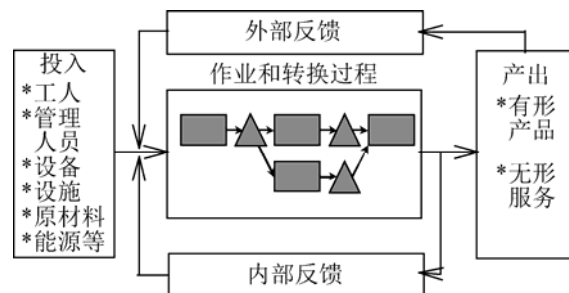 外部反馈
投入
*工人
*管理
人员
*设备
*设施
*原材料
*能源等
作业和转换过程
产出
*有形
产品
*无形
服务
内部反馈